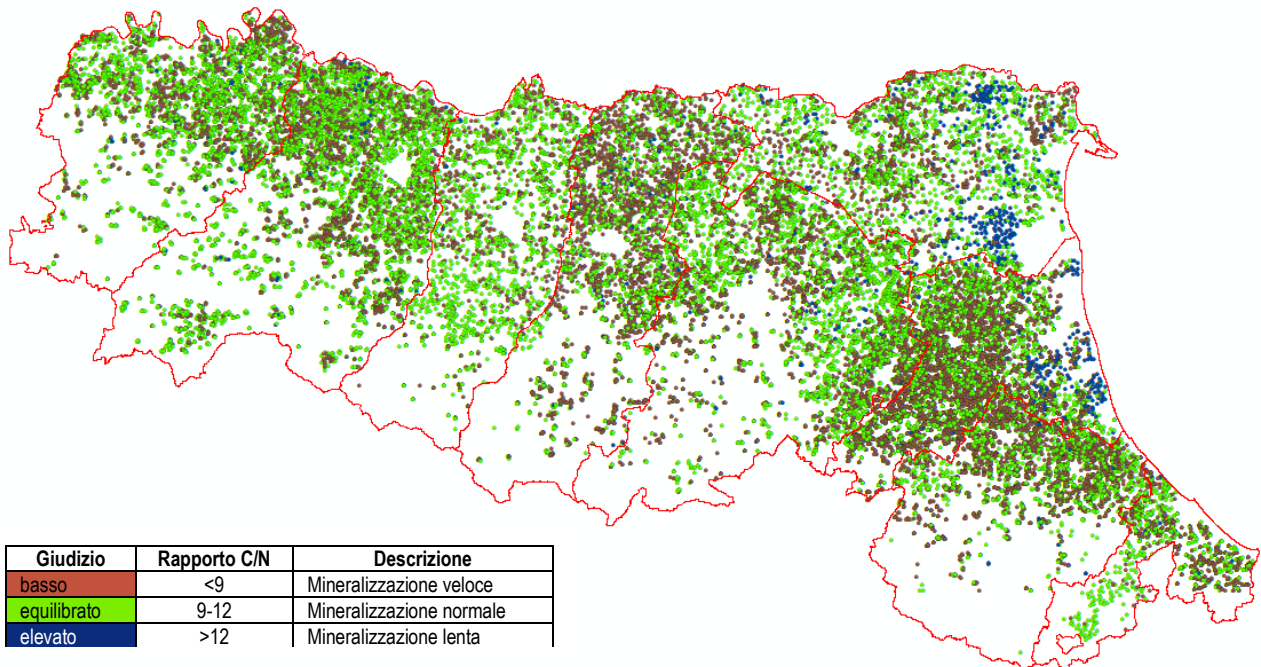 Giudizio Rapporto C/N Descrizione
basso <9 Mineralizzazione veloce
equilibrato 9-12 Mineralizzazione normale
elevato >12 Mineralizzazione lenta